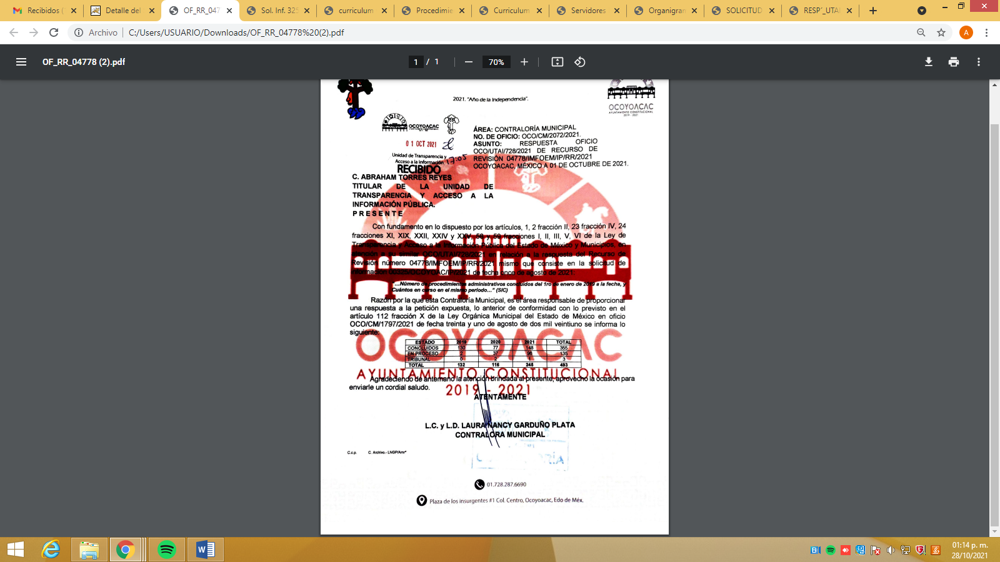 Recibidos (
Detalle del
OF_RR_047
Sol. Inf. 325
curriculum
Procedimie
Curriculum
Servidores
Organigran
SOLICITUD
RESP´_UTAI
Archivo
C:/Users/USUARIO/Downloads/OF_RR_04778%20(2).pdf
A
OF_RR_04778 (2).pdf
1 / 1
70%
2021. "Año de la Independencia".
OCOYOACAC
AYUNTAMIENTO CONSTITUCIONAL
2019 - 2021
OCOYOACAC
0 1 OCT 2021
Unidad de Transparencia y
Acceso a la Información
17:05
RECIBIDO
ÁREA: CONTRALORÍA MUNICIPAL
NO. DE OFICIO: OCO/CM/2072/2021.
ASUNTO: RESPUESTA OFICIO
OCO/UTAI/728/2021 DE RECURSO DE
REVISIÓN 04778/IMFOEM/IP/RR/2021
OCOYOACAC, MÉXICO A 01 DE OCTUBRE DE 2021.
C. ABRAHAM TORRES REYES
TITULAR DE LA UNIDAD DE
TRANSPARENCIA Y ACCESO A LA
INFORMACIÓN PÚBLICA.
P R E S E N T E
Con fundamento en lo dispuesto por los artículos, 1, 2 fracción II, 23 fracción IV, 24
fracciones XI, XIX, XXII, XXIV y XXV, 58 y 59 fracciones I, II, III, V, VI de la Ley de
Transparencia y Acceso a la Información Pública del Estado de México y Municipios, en
atención a su similar OCO/UTAI/728/2021 en relación a la respuesta del Recurso de
Revisión número 04778/IMFOEM/IP/RR/2021 mismo que consiste en la solicitud de
información 00325/OCOYOAC/IP/2021 de fecha once de agosto de 2021:
"...Número de procedimientos administrativos concluidos del 1ro de enero de 2019 a la fecha, y
Cuántos en curso en el mismo período..." (SIC)
Razón por la que esta Contraloría Municipal, es el área responsable de proporcional
una respuesta a la petición expuesta, lo anterior de conformidad con lo previsto en el
artículo 112 fracción X de la Ley Orgánica Municipal del Estado de México en oficio
OCO/CM/1797/2021 de fecha treinta y uno de agosto de dos mil veintiuno se informa lo
siguiente:
OCOYOACAC
ESTADO 2019 2020 2021 TOTAL
CONCLUIDOS 130 77 148 355
EN PROCESO 2 37 96 135
TRIBUNAL 0 2 1 3
TOTAL 132 116 245 493
AYUNTAMIENTO CONSTITUCIONAL
2019 - 2021
Agradeciendo de antemano la atención brindada al presente, aprovecho la ocasión para
enviarle un cordial saludo.
ATENTAMENTE
L.C. y L.D. LAURA NANCY GARDUÑO PLATA
CONTRALORA MUNICIPAL
C.c.p. C. Archivo.- LNGP/Amr*
01.728.287.6690
Plaza de los insurgentes #1 Col. Centro, Ocoyoacac, Edo de Méx.
01:14 p. m.
28/10/2021